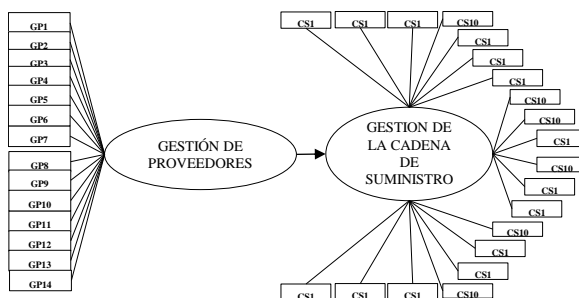 GP1
GP2
GP3
GP4
GP5
GP6
GP7
GP8
GP9
GP10
GP11
GP12
GP13
GP14
GESTIÓN DE
PROVEEDORES
GESTION DE
LA CADENA
DE
SUMINISTRO
CS1
CS1
CS1
CS10
CS1
CS1
CS1
CS10
CS10
CS1
CS10
CS1
CS1
CS10
CS1
CS1
CS1
CS1
CS1
CS10